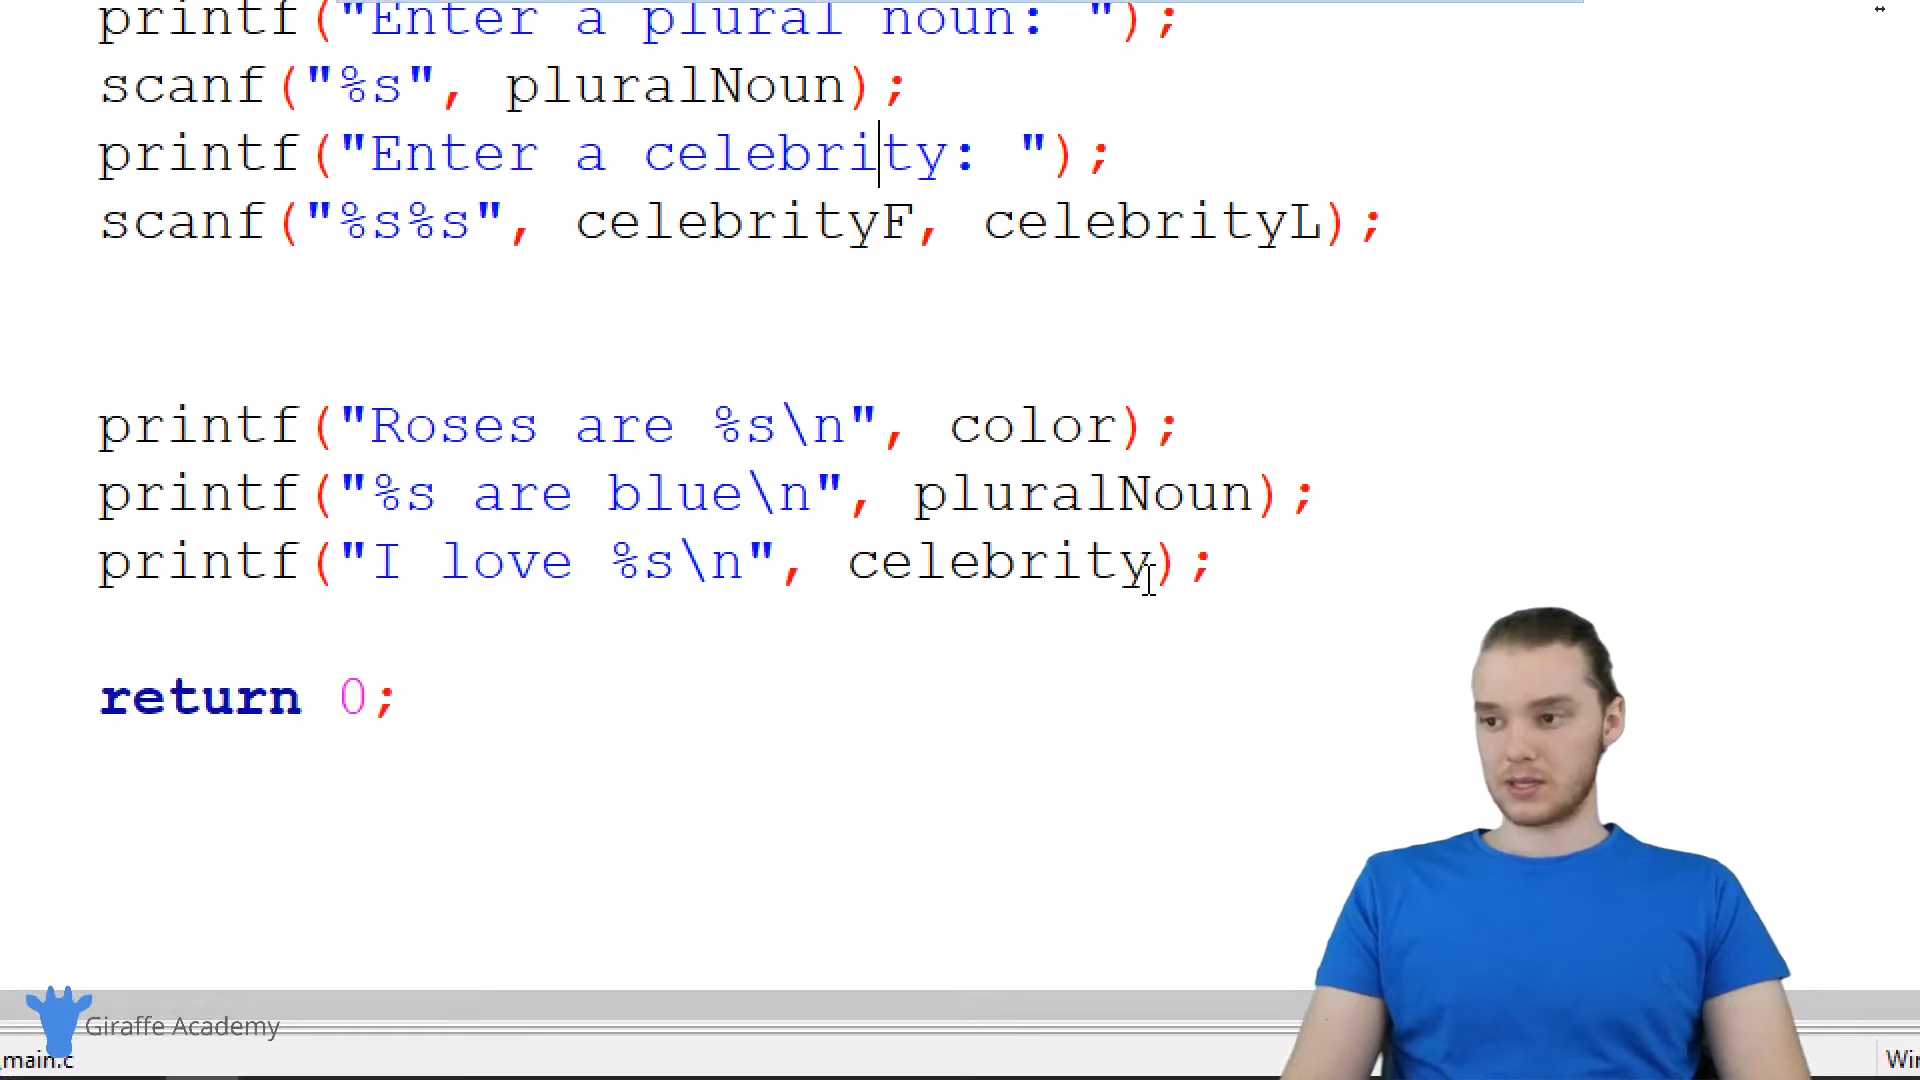 printf("Enter a plural noun: ");
scanf("%s", pluralNoun);
printf("Enter a celebrity: ");
scanf("%s%s", celebrityF, celebrityL);
printf("Roses are %s\n", color);
printf("%s are blue\n", pluralNoun);
printf("I love %s\n", celebrity);
return 0;
Giraffe Academy
main.c